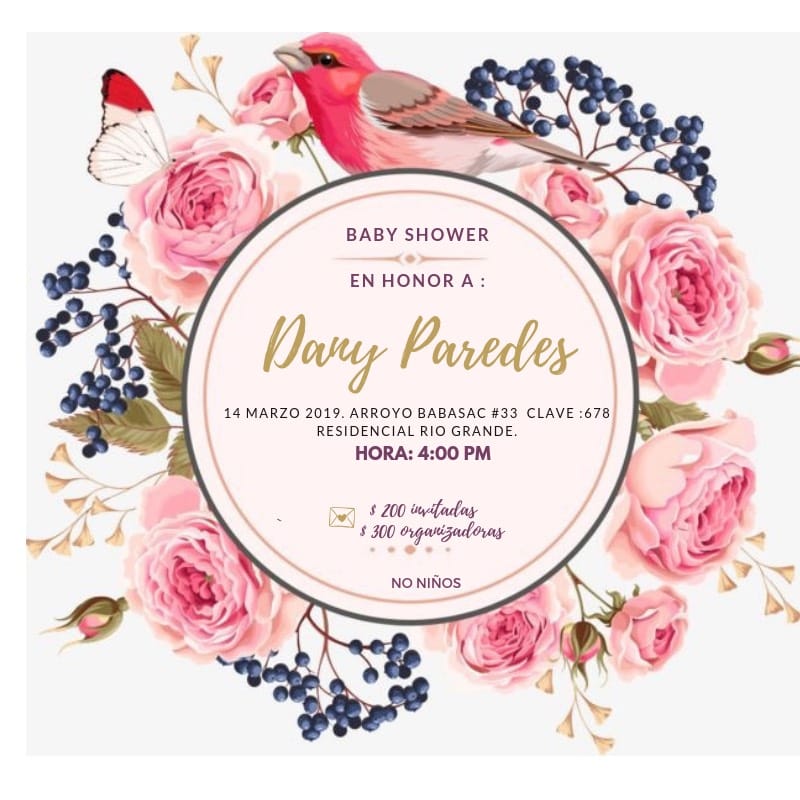 BABY SHOWER
EN HONOR A :
Dany Paredes
14 MARZO 2019. ARROYO BABASAC #33 CLAVE :678
RESIDENCIAL RIO GRANDE.
HORA: 4:00 PM
$ 200 invitadas
$ 300 organizadoras
NO NIÑOS